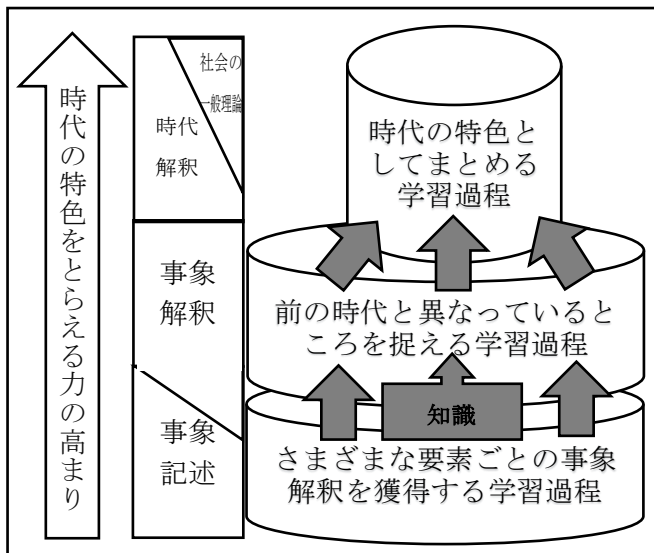 時代の特色をとらえる力の高まり
社会の
一般理論
時代
解釈
事象
解釈
事象
記述
時代の特色と
してまとめる
学習過程
前の時代と異なっていると
ころを捉える学習過程
知識
さまざまな要素ごとの事象
解釈を獲得する学習過程